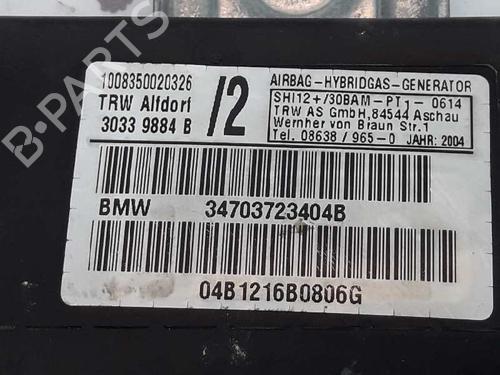 1008350020326
TRW Alfdorf
3033 9884 B
/2
AIRBAG-HYBRIDGAS-GENERATOR
SHI12+/30BAM-PT1-0614
TRW AS GmbH,84544 Aschau
Wernher von Braun Str.1
Tel. 08638/965-0 JAHR: 2004
BMW 34703723404B
04B1216B0806G
B-PARTS